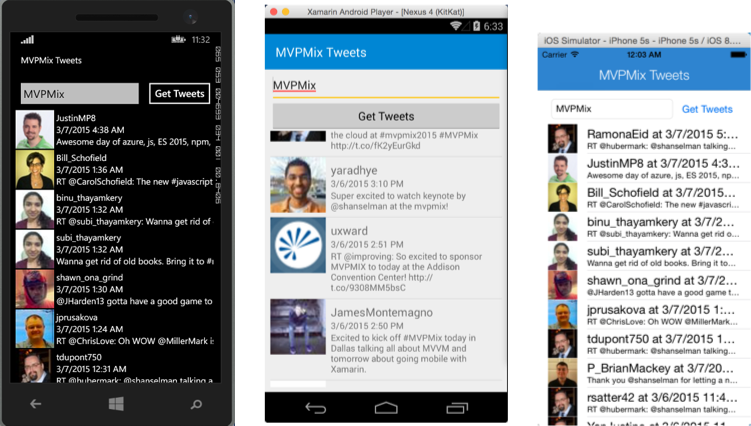 11:32
MVPMix Tweets
MVPMix
Get Tweets
JustinMP8
3/7/2015 4:38 AM
Awesome day of azure, js, ES 2015, npm,
Bill_Schofield
3/7/2015 1:36 AM
RT @CarolSchofield: The new #javascript
binu_thayamkery
3/7/2015 1:32 AM
RT @subi_thayamkery: Wanna get rid of
subi_thayamkery
3/7/2015 1:32 AM
Wanna get rid of old books. Bring it to #
shawn_ona_grind
3/7/2015 1:30 AM
@JHarden13 gotta have a good game to
jprusakova
3/7/2015 1:24 AM
RT @ChrisLove: Oh WOW @MillerMark is
tdupont750
3/7/2015 12:31 AM
RT @hubermark: @shanselman talking a
Xamarin Android Player - [Nexus 4 (KitKat)]
6:33
MVPMix Tweets
MVPMix
Get Tweets
the cloud at #mvpmix2015 #MVPMix
http://t.co/fK2yEurGkd
yaradhye
3/6/2015 3:10 PM
Super excited to watch keynote by
@shanselman at the mvpmix!
uxward
3/6/2015 2:51 PM
RT @improving: So excited to sponsor
MVPMIX to today at the Addison
Convention Center! http://
t.co/9308MM5bsC
JamesMontemagno
3/6/2015 2:50 PM
Excited to kick off #MVPMix today in
Dallas talking all about MVVM and
tomorrow about going mobile with
Xamarin.
iOS Simulator - iPhone 5s - iPhone 5s / iOS 8....
Carrier 12:03 AM
MVPMix Tweets
MVPMix Get Tweets
RamonaEid at 3/7/2015 5:...
RT @hubermark: @shanselman talking...
JustinMP8 at 3/7/2015 4:3...
Awesome day of azure, js, ES 2015, np...
Bill_Schofield at 3/7/2015...
RT @CarolSchofield: The new #javascri...
binu_thayamkery at 3/7/2...
RT @subi_thayamkery: Wanna get rid o...
subi_thayamkery at 3/7/2...
Wanna get rid of old books. Bring it to...
shawn_ona_grind at 3/7/2...
@JHarden13 gotta have a good game t...
jprusakova at 3/7/2015 1:...
RT @ChrisLove: Oh WOW @MillerMark...
tdupont750 at 3/7/2015 1...
RT @hubermark: @shanselman talking...
P_BrianMackey at 3/7/20...
Thank you @shanselman for letting a n...
rsatter42 at 3/6/2015 11:4...
RT @hubermark: @shanselman talking...